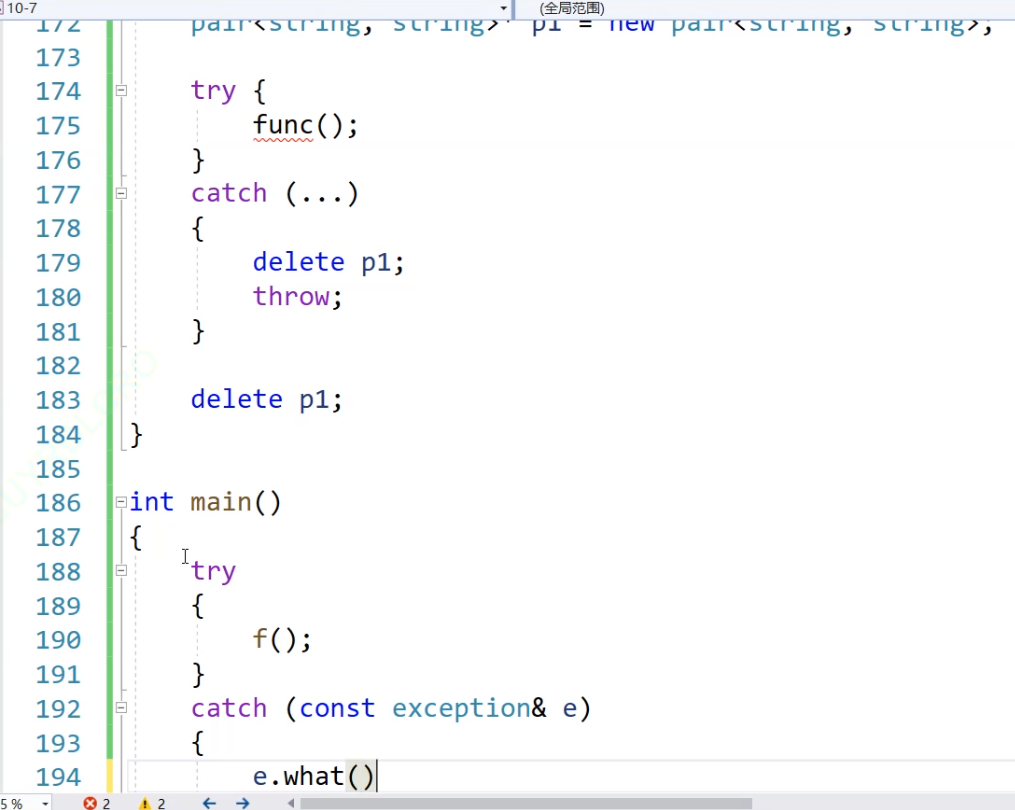 10-7 (全局范围)
172 pair<string, string>* p1 = new pair<string, string>;
173
174 try {
175 func();
176 }
177 catch (...)
178 {
179 delete p1;
180 throw;
181 }
182
183 delete p1;
184 }
185
186 int main()
187 {
188 try
189 {
190 f();
191 }
192 catch (const exception& e)
193 {
194 e.what()
5% 2 2